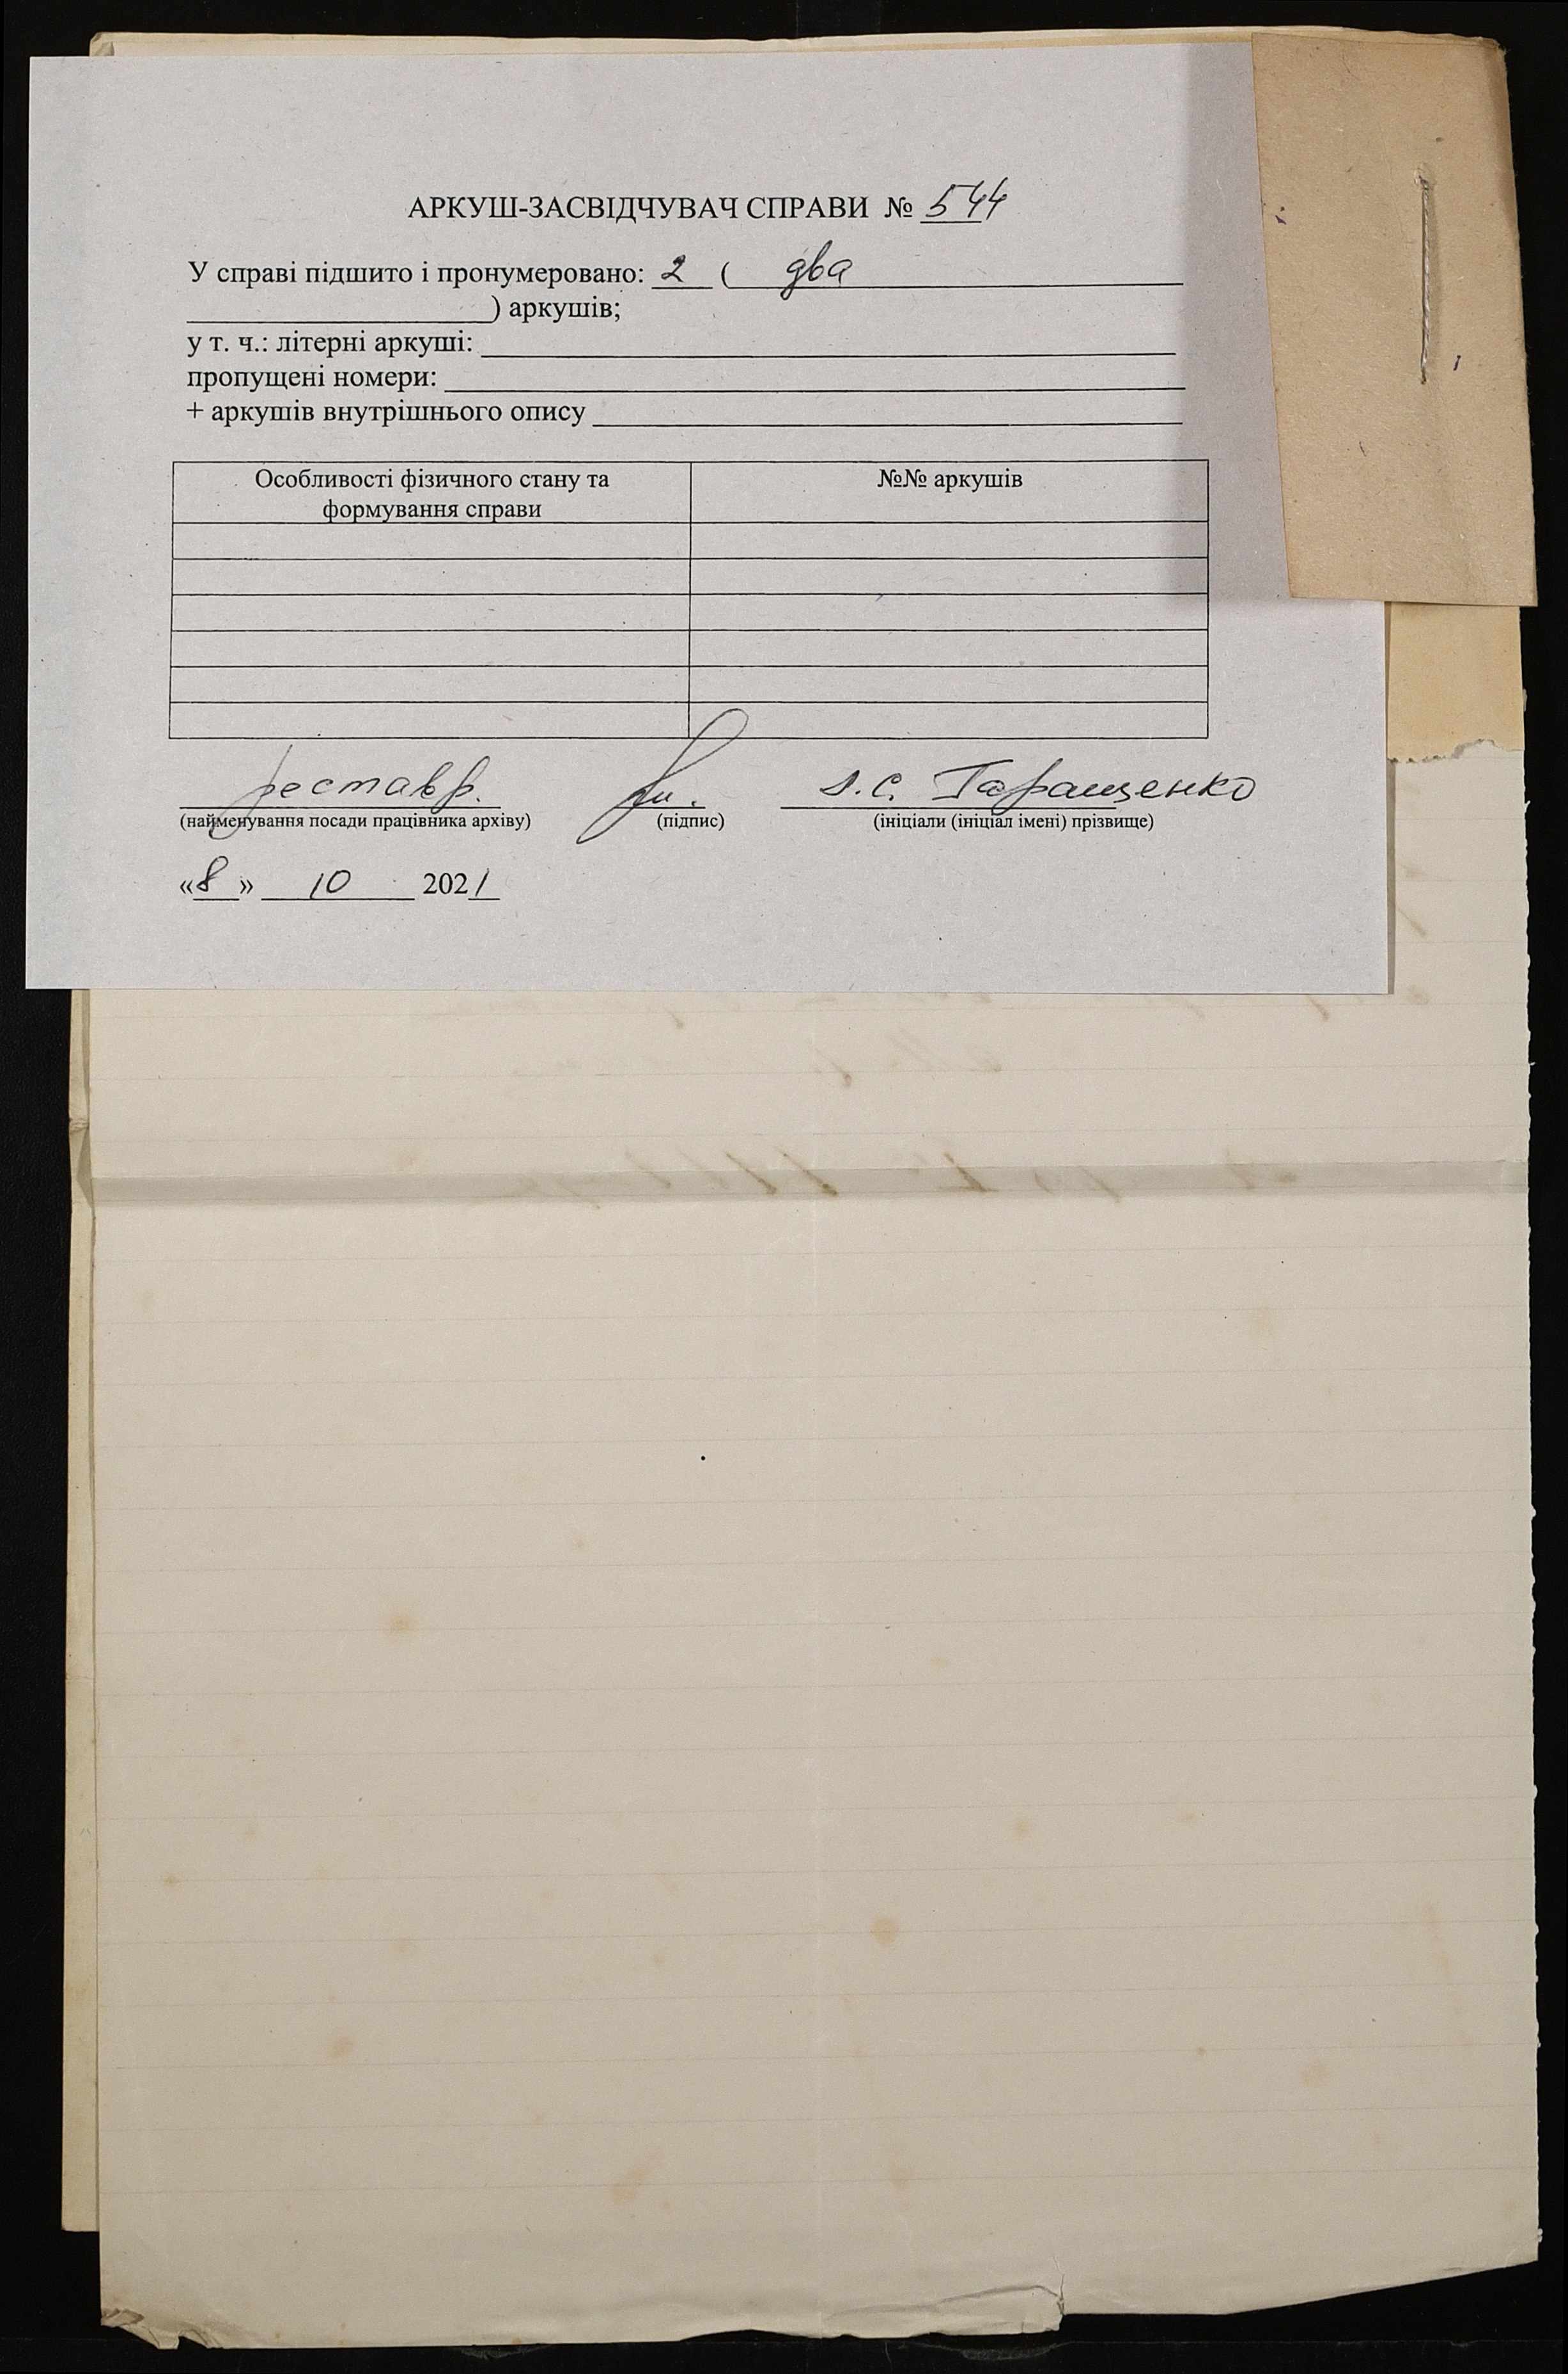 АРКУШ-ЗАСВІДЧУВАЧ СПРАВИ № 544
У справі підшито і пронумеровано: 2 ( два
) аркушів;
у т. ч.: літерні аркуші:
пропущені номери:
+ аркушів внутрішнього опису
Особливості фізичного стану та формування справи
№№ аркушів
реставр. Таращенко
(найменування посади працівника архіву) (підпис) (ініціали (ініціал імені) прізвище)
«8» 10 2021